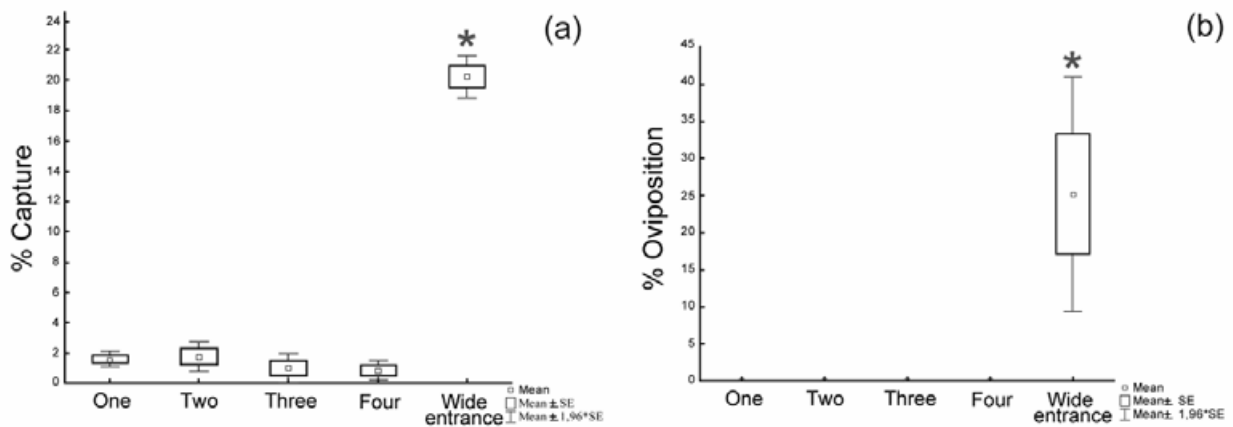 (a)
% Capture
24
22
20
18
16
14
12
10
8
6
4
2
0
*
One Two Three Four Wide entrance
Mean
Mean±SE
Mean±1,96*SE
(b)
% Oviposition
45
40
35
30
25
20
15
10
5
0
*
One Two Three Four Wide entrance
Mean
Mean± SE
Mean± 1,96*SE